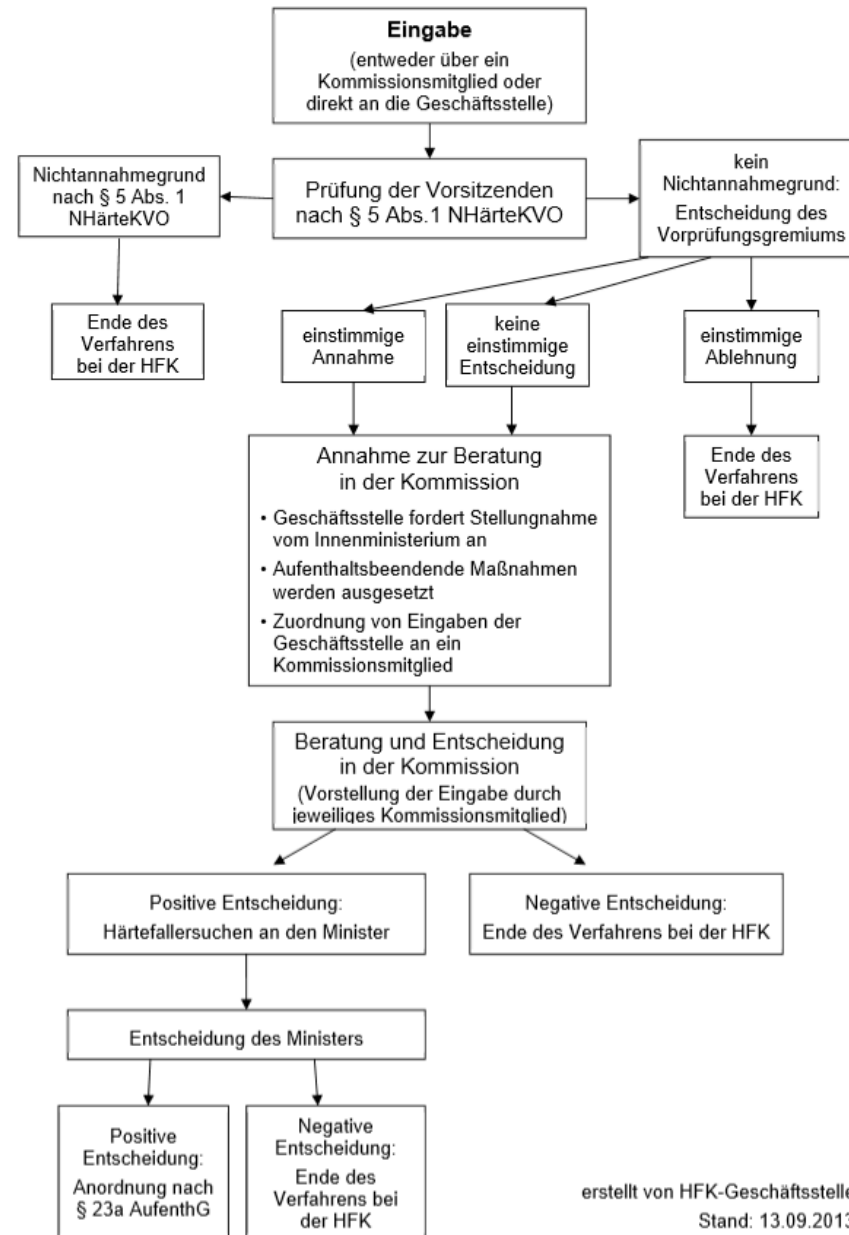 Eingabe
(entweder über ein
Kommissionsmitglied oder
direkt an die Geschäftsstelle)
Nichtannahmegrund
nach § 5 Abs. 1
NHärteKVO
Prüfung der Vorsitzenden
nach § 5 Abs.1 NHärteKVO
kein
Nichtannahmegrund:
Entscheidung des
Vorprüfungsgremiums
Ende des
Verfahrens
bei der HFK
einstimmige
Annahme
keine
einstimmige
Entscheidung
einstimmige
Ablehnung
Annahme zur Beratung
in der Kommission
• Geschäftsstelle fordert Stellungnahme
vom Innenministerium an
• Aufenthaltsbeendende Maßnahmen
werden ausgesetzt
• Zuordnung von Eingaben der
Geschäftsstelle an ein
Kommissionsmitglied
Ende des
Verfahrens
bei der HFK
Beratung und Entscheidung
in der Kommission
(Vorstellung der Eingabe durch
jeweiliges Kommissionsmitglied)
Positive Entscheidung:
Härtefallersuchen an den Minister
Negative Entscheidung:
Ende des Verfahrens bei der HFK
Entscheidung des Ministers
Positive
Entscheidung:
Anordnung nach
§ 23a AufenthG
Negative
Entscheidung:
Ende des
Verfahrens bei
der HFK
erstellt von HFK-Geschäftsstelle
Stand: 13.09.2013